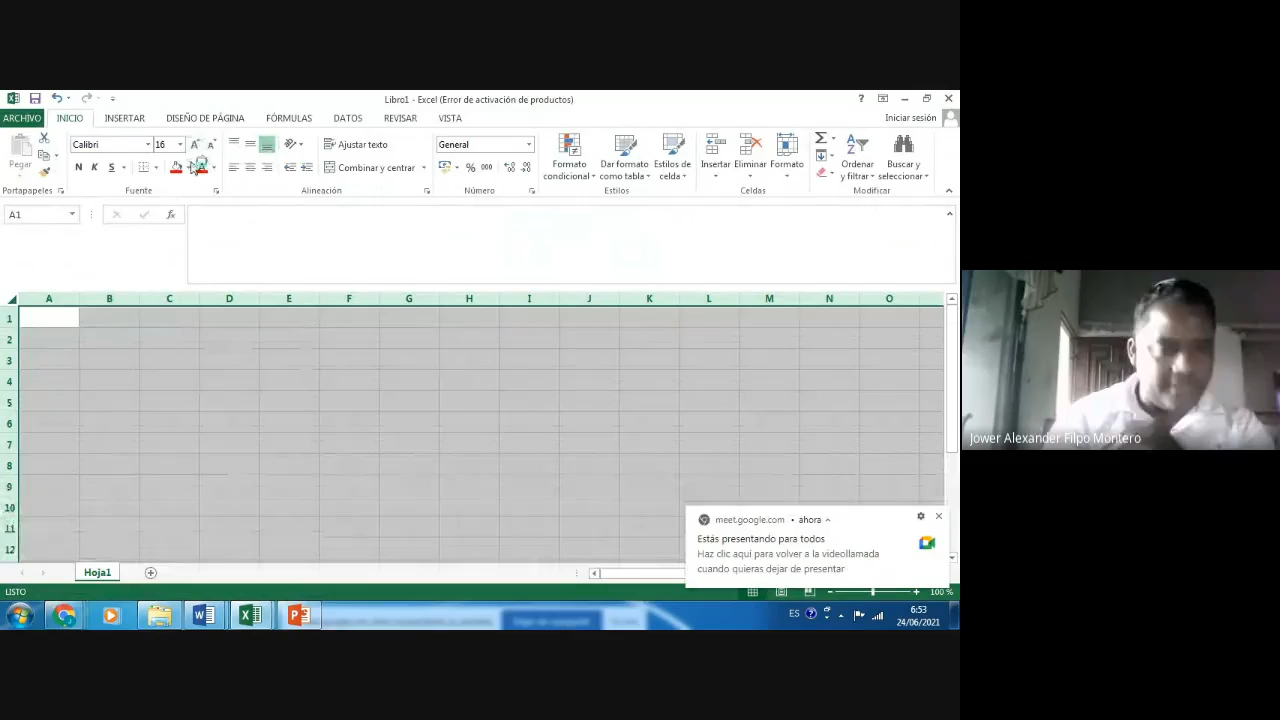 Libro1 - Excel (Error de activación de productos)
ARCHIVO INICIO INSERTAR DISEÑO DE PÁGINA FÓRMULAS DATOS REVISAR VISTA Iniciar sesión
Pegar
Portapapeles
Calibri 16
N K S
Fuente
Ajustar texto
Combinar y centrar
Alineación
General
% 000
Número
Formato condicional
Dar formato como tabla
Estilos de celda
Estilos
Insertar Eliminar Formato
Celdas
Ordenar y filtrar
Buscar y seleccionar
Modificar
A1
fx
A B C D E F G H I J K L M N O
1
2
3
4
5
6
7
8
9
10
11
12
Hoja1
meet.google.com • ahora
Estás presentando para todos
Haz clic aquí para volver a la videollamada
cuando quieras dejar de presentar
LISTO
100 %
ES
6:53
24/06/2021
Jower Alexander Filpo Montero